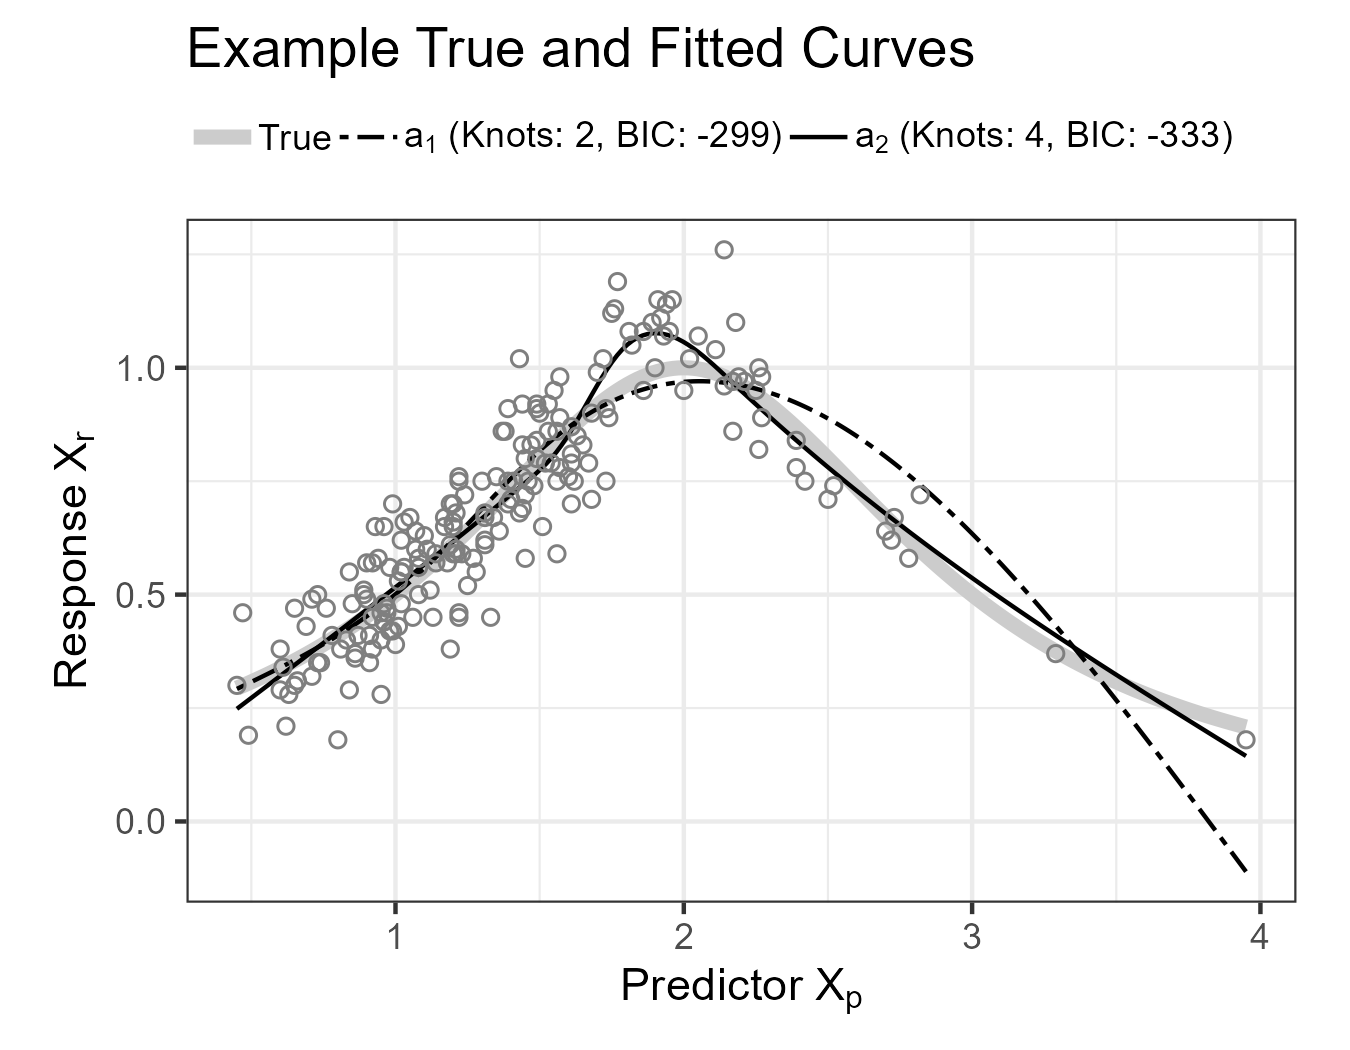 Example True and Fitted Curves
True a₁ (Knots: 2, BIC: -299) a₂ (Knots: 4, BIC: -333)
Response Xᵣ
1.0
0.5
0.0
1 2 3 4
Predictor Xₚ